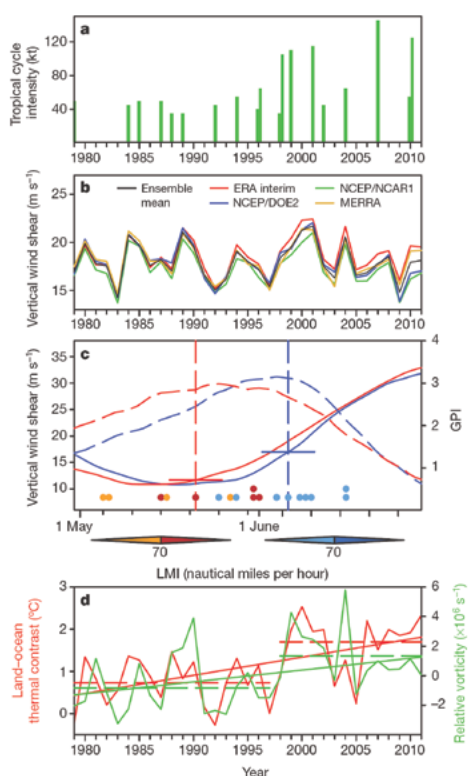 a
Tropical cycle
intensity (kt)
120
80
40
1980 1985 1990 1995 2000 2005 2010
b
Vertical wind shear (m s−1)
25
20
15
Ensemble mean
ERA interim
NCEP/DOE2
NCEP/NCAR1
MERRA
1980 1985 1990 1995 2000 2005 2010
c
Vertical wind shear (m s−1)
35
30
25
20
15
10
GPI
4
3
2
1
1 May 1 June
70 70
LMI (nautical miles per hour)
d
Land-ocean
thermal contrast (°C)
3
2
1
0
Relative vorticity (×10⁶ s−1)
6
4
2
0
−2
1980 1985 1990 1995 2000 2005 2010
Year